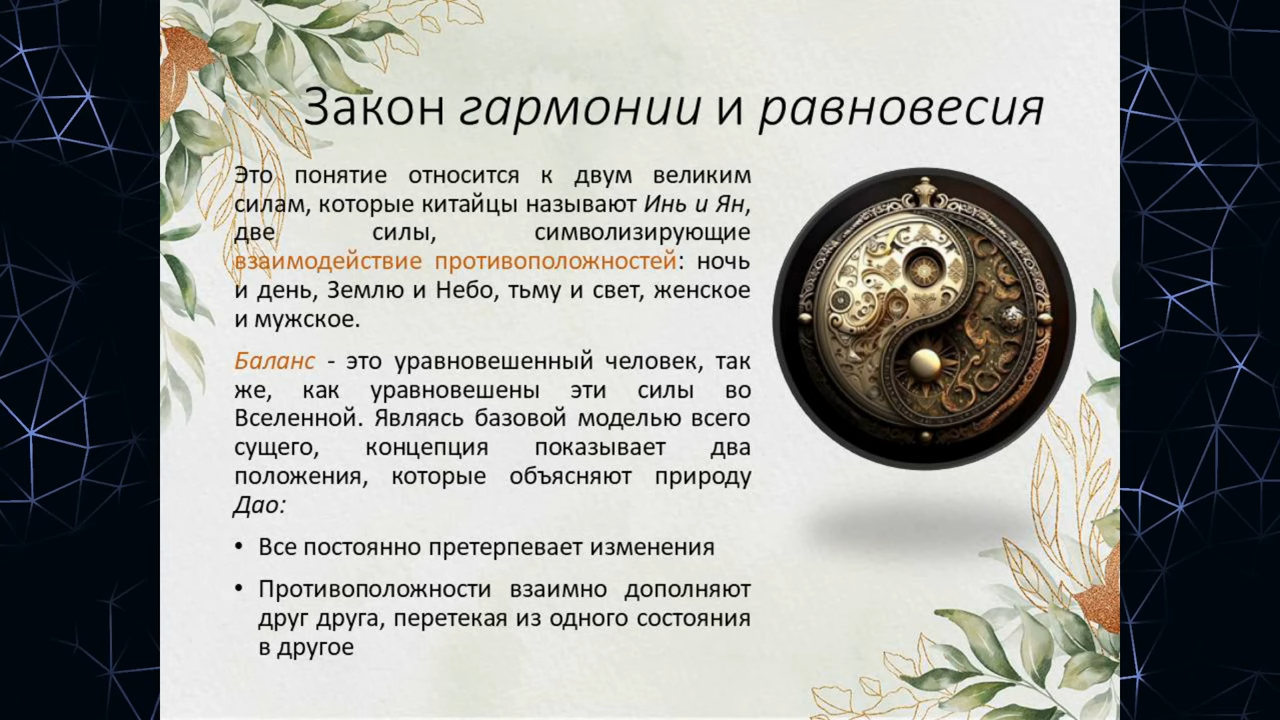 Закон гармонии и равновесия
Это понятие относится к двум великим
силам, которые китайцы называют Инь и Ян,
две силы, символизирующие
взаимодействие противоположностей: ночь
и день, Землю и Небо, тьму и свет, женское
и мужское.
Баланс - это уравновешенный человек, так
же, как уравновешены эти силы во
Вселенной. Являясь базовой моделью всего
сущего, концепция показывает два
положения, которые объясняют природу
Дао:
• Все постоянно претерпевает изменения
• Противоположности взаимно дополняют
друг друга, перетекая из одного состояния
в другое